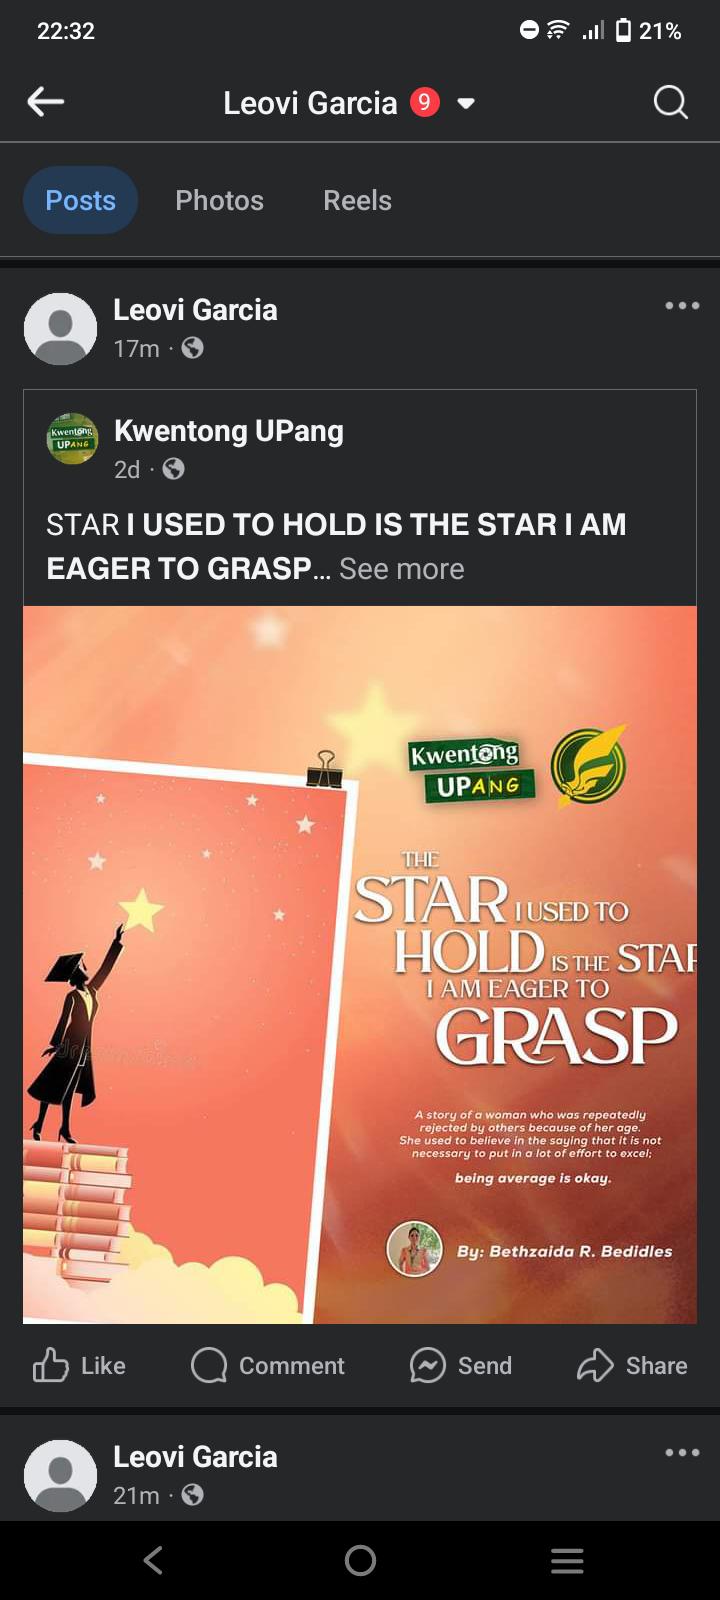 22:32
21%
Leovi Garcia 9
Posts Photos Reels
Leovi Garcia
17m ·
Kwentong UPang
2d ·
STAR I USED TO HOLD IS THE STAR I AM
EAGER TO GRASP... See more
Kwentong
UPANG
Kwentong
UPANG
THE
STAR I USED TO
HOLD IS THE STAR
I AM EAGER TO
GRASP
A story of a woman who was repeatedly
rejected by others because of her age.
She used to believe in the saying that it is not
necessary to put in a lot of effort to excel;
being average is okay.
By: Bethzaida R. Bedidles
Like Comment Send Share
Leovi Garcia
21m ·